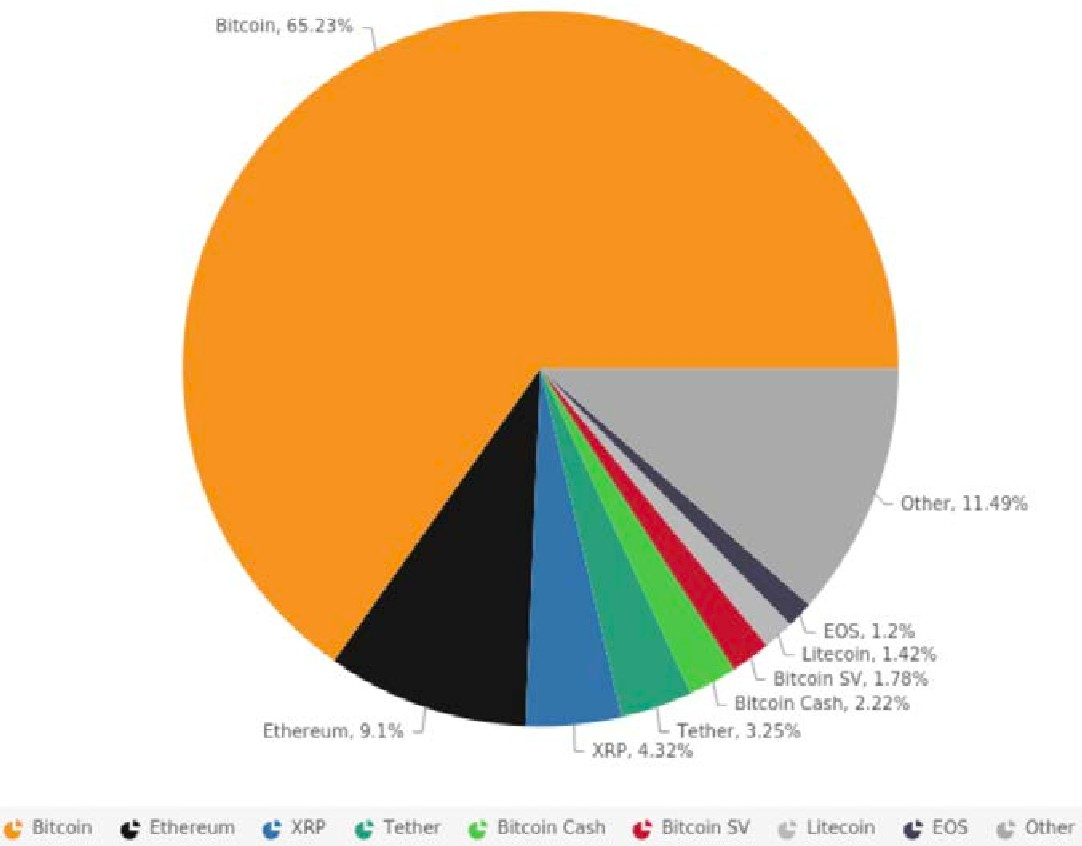 Bitcoin, 65.23%
Other, 11.49%
EOS, 1.2%
Litecoin, 1.42%
Bitcoin SV, 1.78%
Bitcoin Cash, 2.22%
Ethereum, 9.1%
Tether, 3.25%
XRP, 4.32%
Bitcoin Ethereum XRP Tether Bitcoin Cash Bitcoin SV Litecoin EOS Other